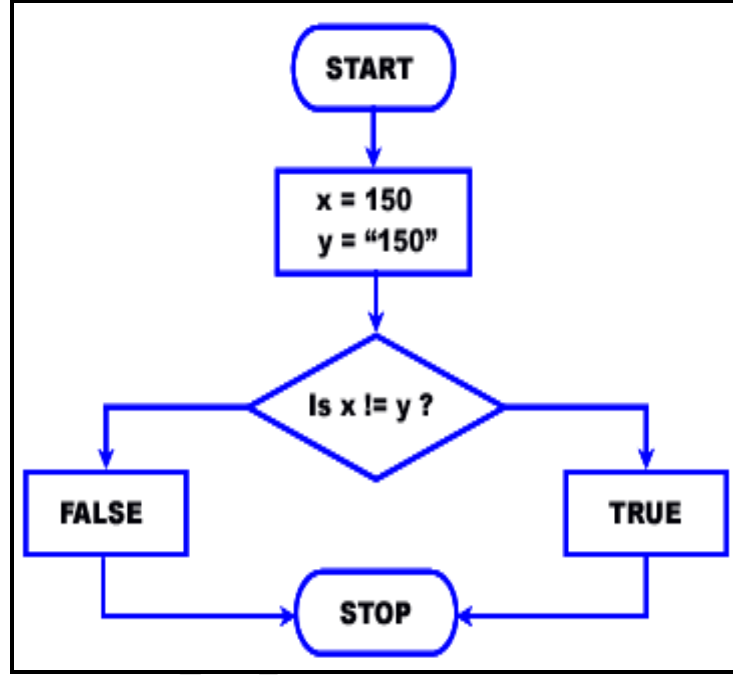 START
x = 150
y = “150”
Is x != y ?
FALSE
TRUE
STOP